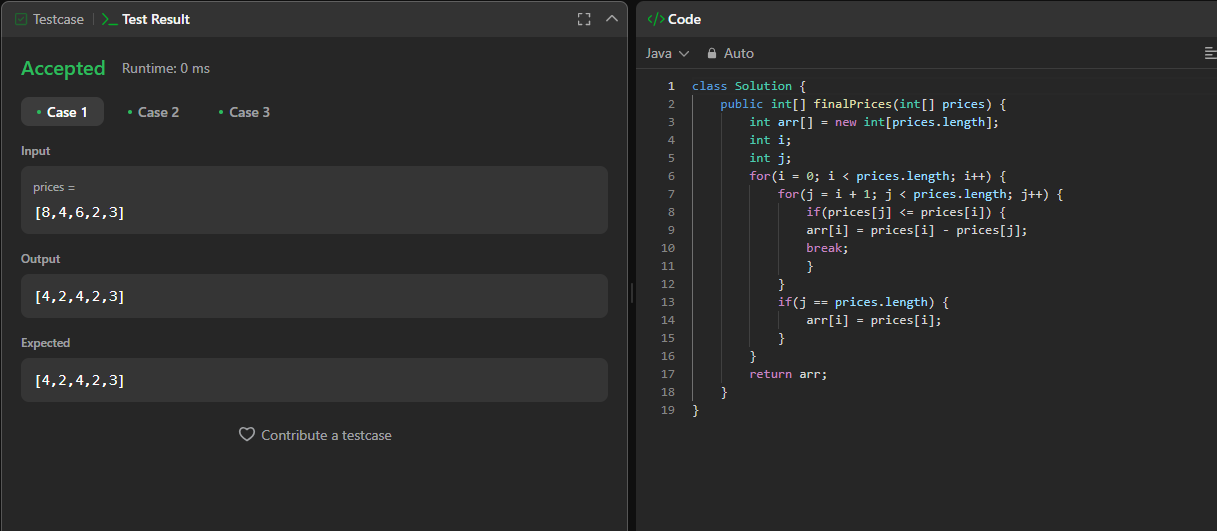 Testcase | >_ Test Result
Accepted Runtime: 0 ms
• Case 1 • Case 2 • Case 3
Input
prices =
[8,4,6,2,3]
Output
[4,2,4,2,3]
Expected
[4,2,4,2,3]
Contribute a testcase
</> Code
Java Auto
1 class Solution {
2     public int[] finalPrices(int[] prices) {
3         int arr[] = new int[prices.length];
4         int i;
5         int j;
6         for(i = 0; i < prices.length; i++) {
7             for(j = i + 1; j < prices.length; j++) {
8                 if(prices[j] <= prices[i]) {
9                 arr[i] = prices[i] - prices[j];
10                 break;
11                 }
12             }
13             if(j == prices.length) {
14                 arr[i] = prices[i];
15             }
16         }
17         return arr;
18     }
19 }